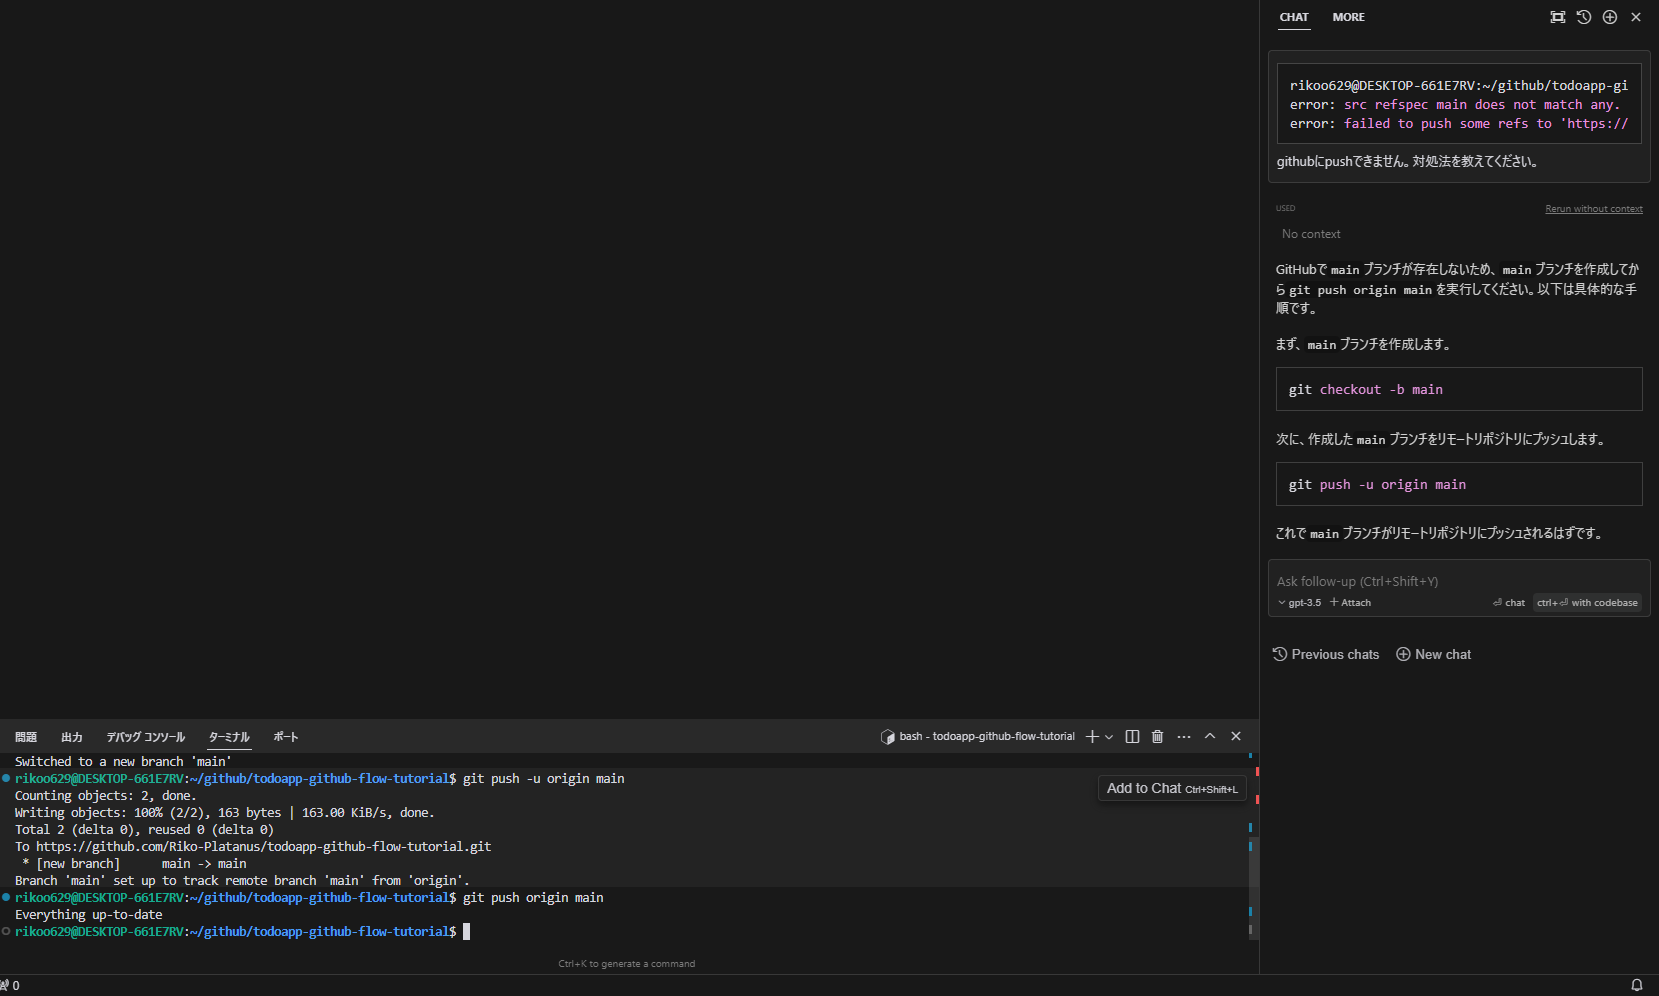 CHAT MORE
rikoo629@DESKTOP-661E7RV:~/github/todoapp-gi
error: src refspec main does not match any.
error: failed to push some refs to 'https://
githubにpushできません。対処法を教えてください。
USED Rerun without context
No context
GitHubで main ブランチが存在しないため、 main ブランチを作成してか
ら git push origin main を実行してください。以下は具体的な手
順です。
まず、 main ブランチを作成します。
git checkout -b main
次に、作成した main ブランチをリモートリポジトリにプッシュします。
git push -u origin main
これで main ブランチがリモートリポジトリにプッシュされるはずです。
Ask follow-up (Ctrl+Shift+Y)
gpt-3.5 + Attach ⏎ chat ctrl+⏎ with codebase
Previous chats New chat
問題 出力 デバッグ コンソール ターミナル ポート bash - todoapp-github-flow-tutorial
Switched to a new branch 'main'
rikoo629@DESKTOP-661E7RV:~/github/todoapp-github-flow-tutorial$ git push -u origin main
Add to Chat Ctrl+Shift+L
Counting objects: 2, done.
Writing objects: 100% (2/2), 163 bytes | 163.00 KiB/s, done.
Total 2 (delta 0), reused 0 (delta 0)
To https://github.com/Riko-Platanus/todoapp-github-flow-tutorial.git
 * [new branch]      main -> main
Branch 'main' set up to track remote branch 'main' from 'origin'.
rikoo629@DESKTOP-661E7RV:~/github/todoapp-github-flow-tutorial$ git push origin main
Everything up-to-date
rikoo629@DESKTOP-661E7RV:~/github/todoapp-github-flow-tutorial$
Ctrl+K to generate a command
0